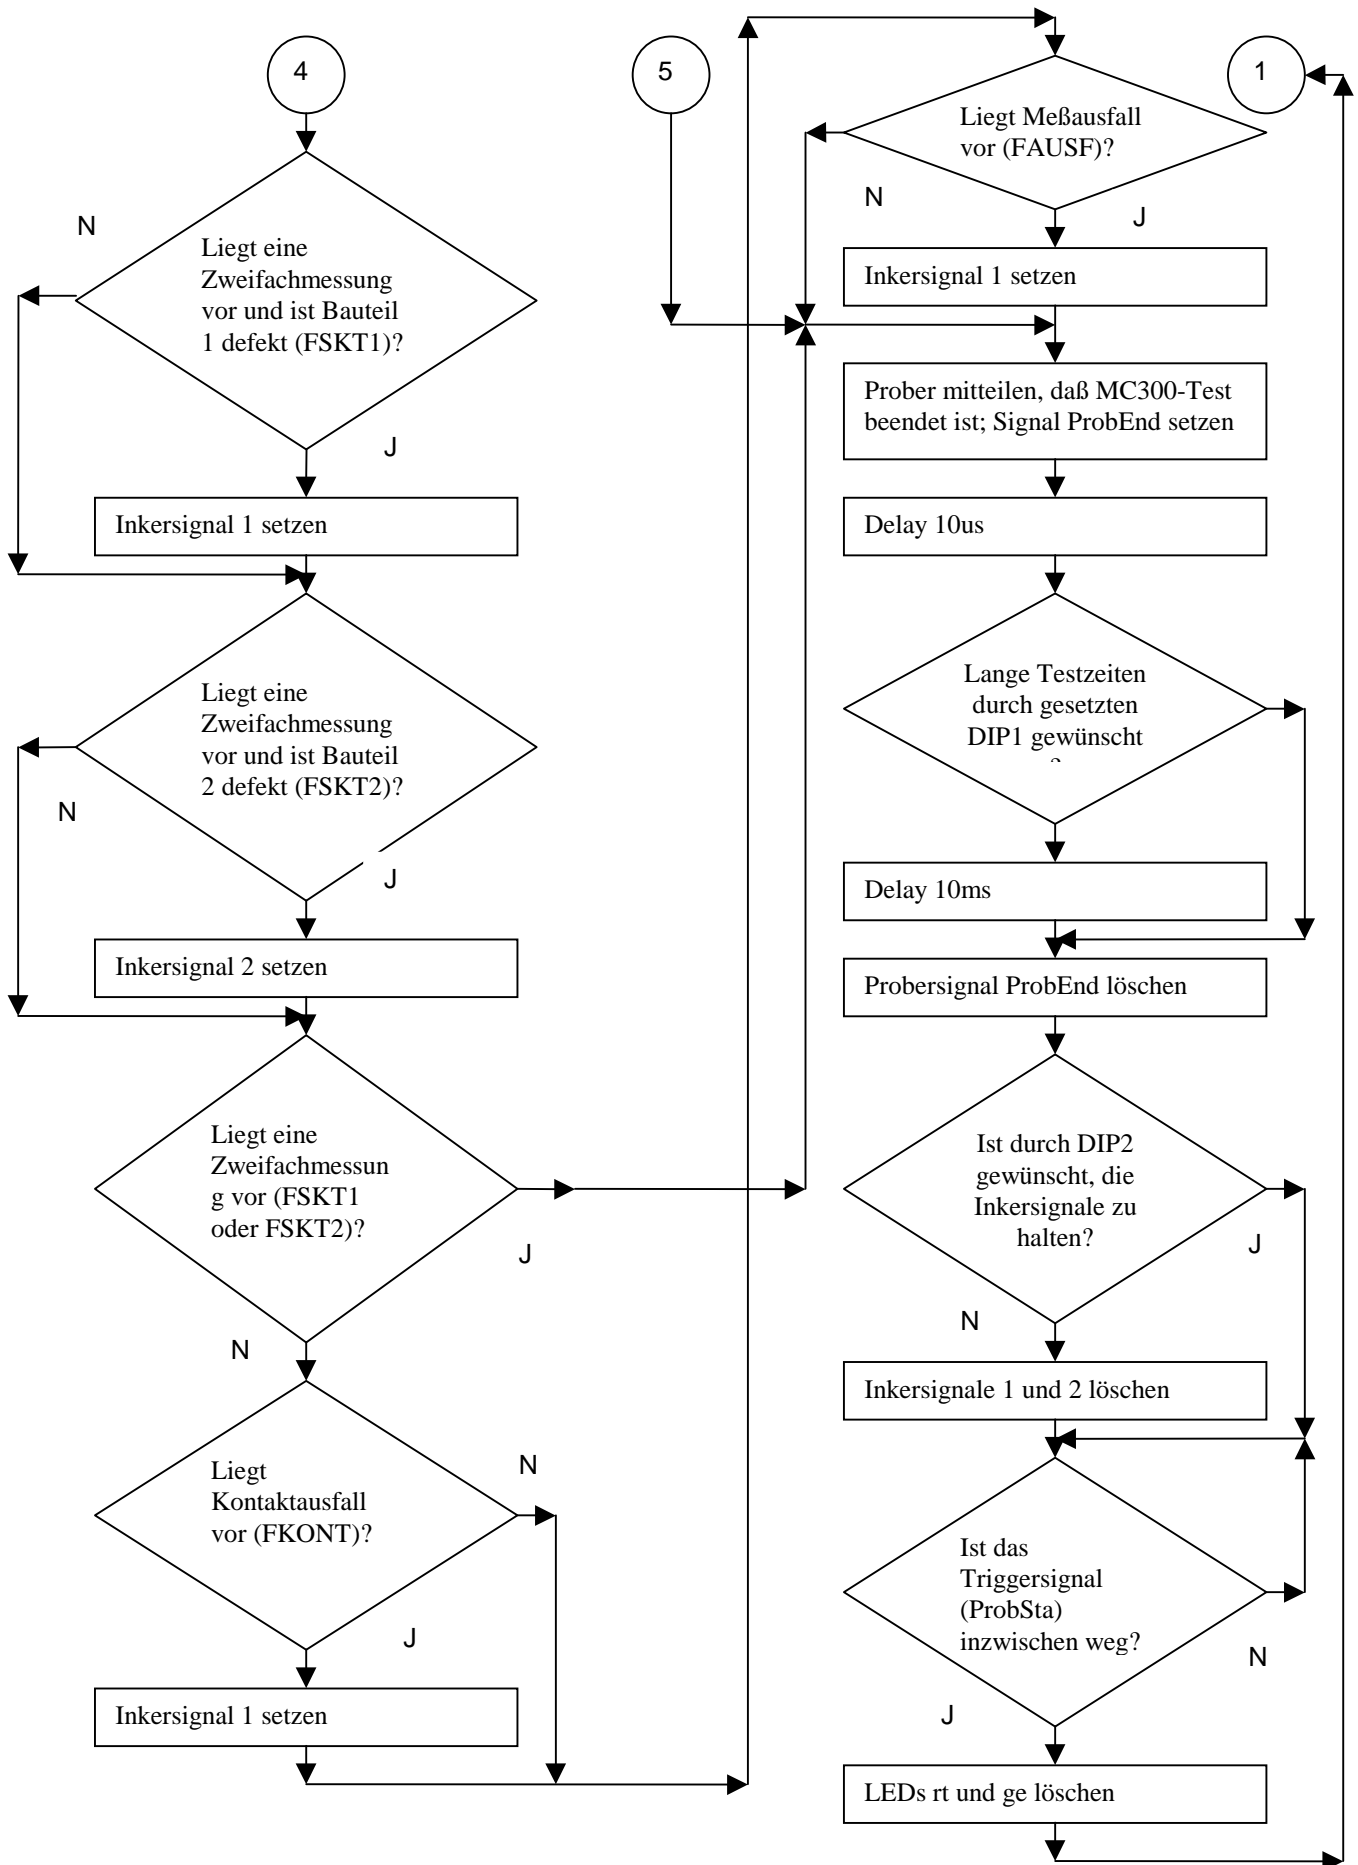 4
N
Liegt eine
Zweifachmessung
vor und ist Bauteil
1 defekt (FSKT1)?
J
Inkersignal 1 setzen
Liegt eine
Zweifachmessung
vor und ist Bauteil
2 defekt (FSKT2)?
N
J
Inkersignal 2 setzen
Liegt eine
Zweifachmessun
g vor (FSKT1
oder FSKT2)?
J
N
Liegt
Kontaktausfall
vor (FKONT)?
N
J
Inkersignal 1 setzen
5
1
Liegt Meßausfall
vor (FAUSF)?
N
J
Inkersignal 1 setzen
Prober mitteilen, daß MC300-Test
beendet ist; Signal ProbEnd setzen
Delay 10us
Lange Testzeiten
durch gesetzten
DIP1 gewünscht
?
Delay 10ms
Probersignal ProbEnd löschen
Ist durch DIP2
gewünscht, die
Inkersignale zu
halten?
J
N
Inkersignale 1 und 2 löschen
Ist das
Triggersignal
(ProbSta)
inzwischen weg?
N
J
LEDs rt und ge löschen